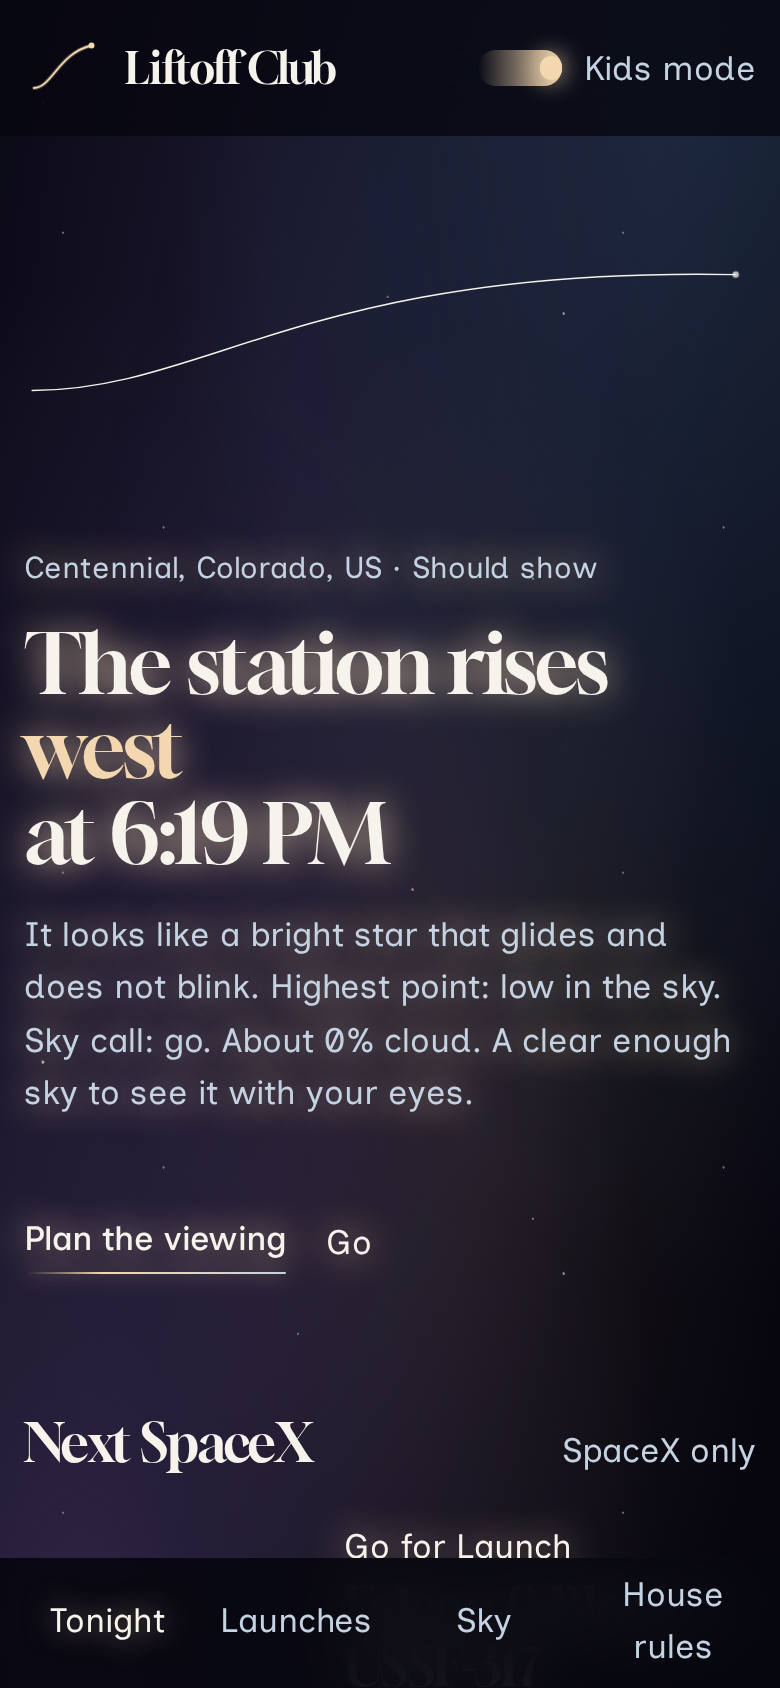 Liftoff Club
Kids mode
Centennial, Colorado, US · Should show
The station rises
west
at 6:19 PM
It looks like a bright star that glides and
does not blink. Highest point: low in the sky.
Sky call: go. About 0% cloud. A clear enough
sky to see it with your eyes.
Plan the viewing
Go
Next SpaceX
SpaceX only
Go for Launch
USSF-317
Tonight
Launches
Sky
House
rules